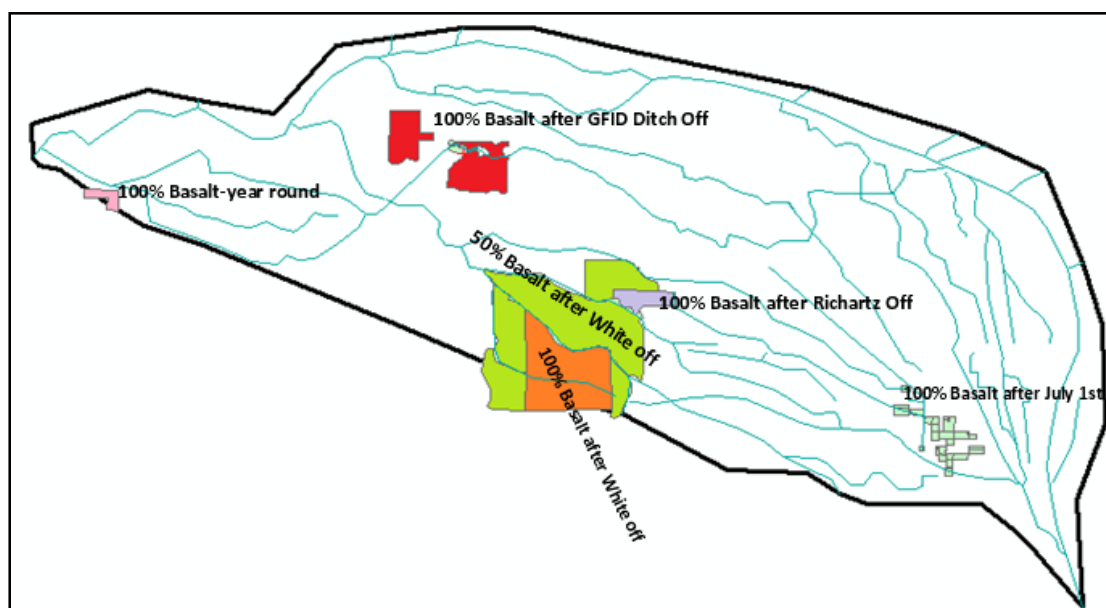 100% Basalt after GFID Ditch Off
100% Basalt-year round
50% Basalt after White off
100% Basalt after Richartz Off
100% Basalt after White off
100% Basalt after July 1st